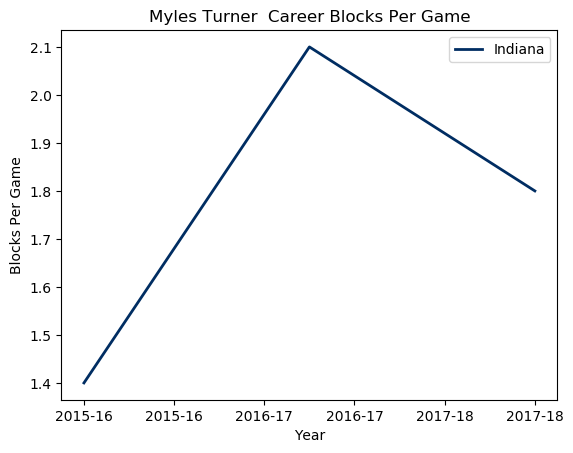 Myles Turner  Career Blocks Per Game
Indiana
2.1
2.0
1.9
1.8
1.7
1.6
1.5
1.4
Blocks Per Game
2015-16 2015-16 2016-17 2016-17 2017-18 2017-18
Year